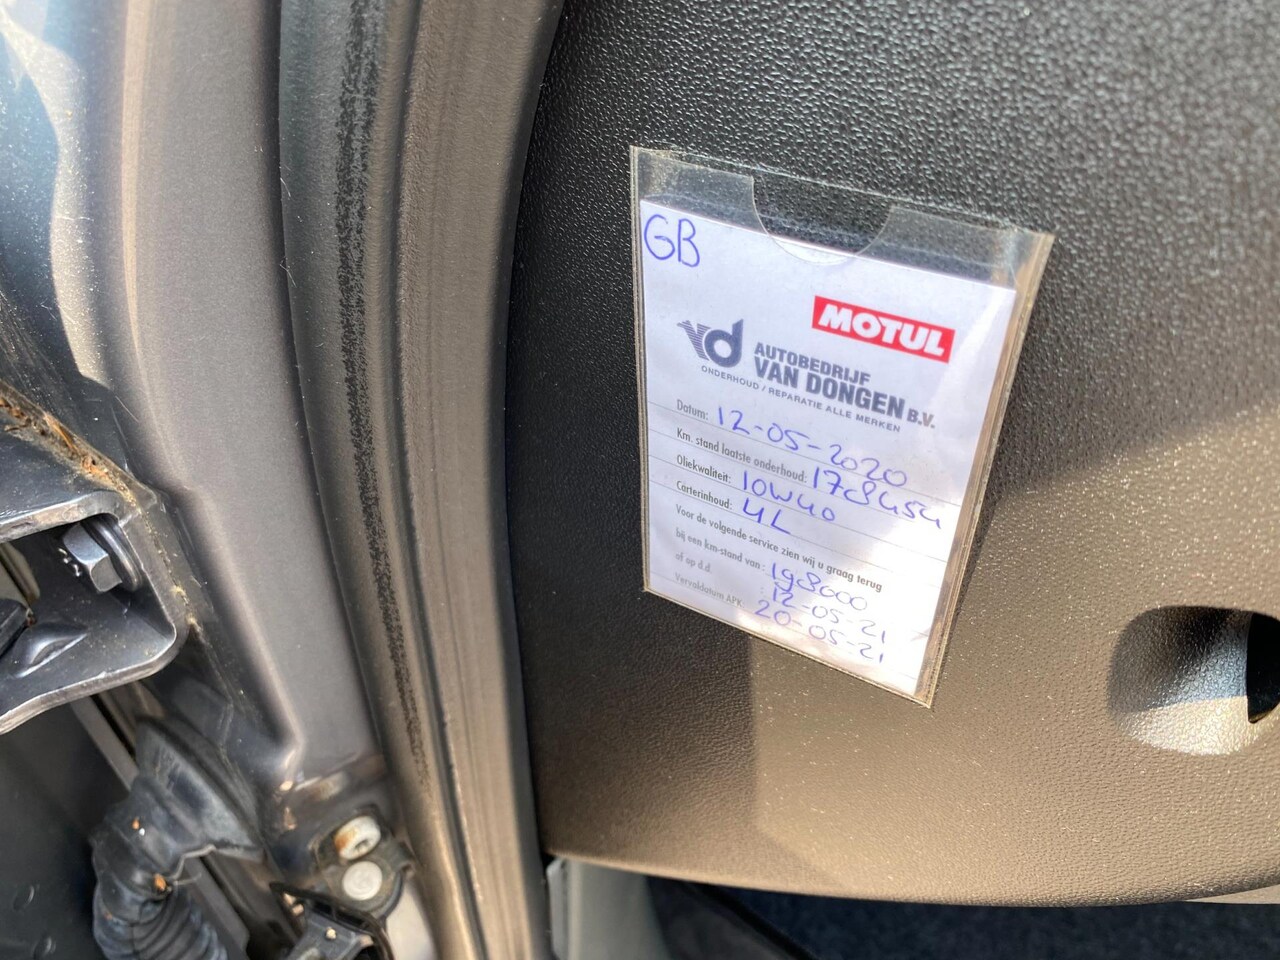 GB
MOTUL
vd
AUTOBEDRIJF
VAN DONGEN B.V.
ONDERHOUD / REPARATIE ALLE MERKEN
Datum: 12-05-2020
Km. stand laatste onderhoud: 178454
Oliekwaliteit: 10W40
Carterinhoud: 4L
Voor de volgende service zien wij u graag terug
bij een km-stand van: 198000
of op d.d. : 12-05-21
Vervaldatum APK: 20-05-21